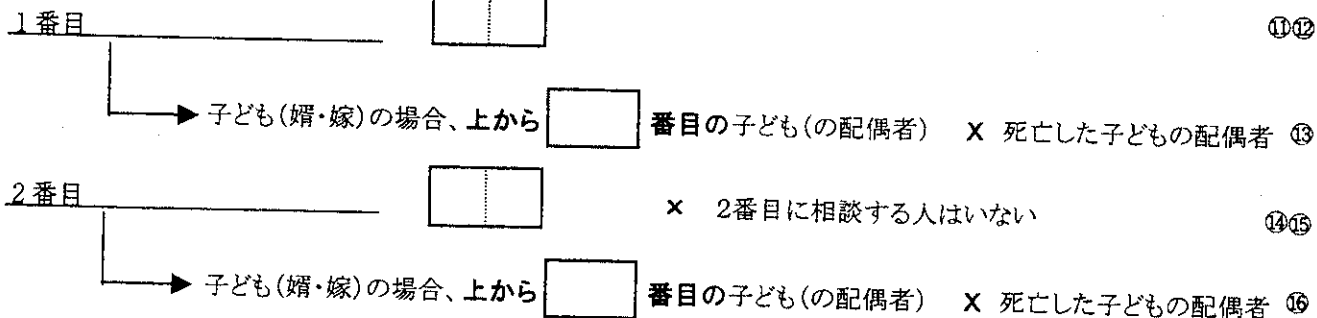 1番目 ⑪⑫
子ども(婿・嫁)の場合、上から 番目の子ども(の配偶者) X 死亡した子どもの配偶者 ⑬
2番目 × 2番目に相談する人はいない ⑭⑮
子ども(婿・嫁)の場合、上から 番目の子ども(の配偶者) X 死亡した子どもの配偶者 ⑯